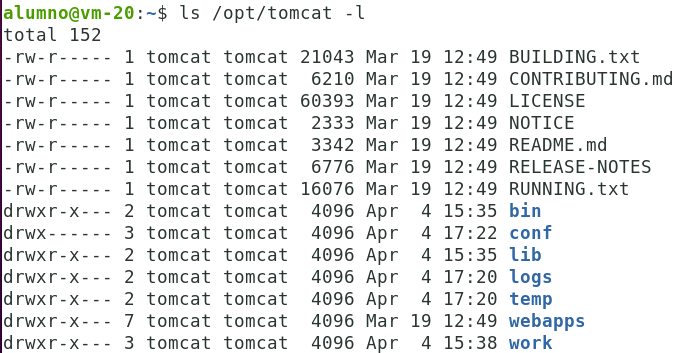 alumno@vm-20:~$ ls /opt/tomcat -l
total 152
-rw-r----- 1 tomcat tomcat 21043 Mar 19 12:49 BUILDING.txt
-rw-r----- 1 tomcat tomcat  6210 Mar 19 12:49 CONTRIBUTING.md
-rw-r----- 1 tomcat tomcat 60393 Mar 19 12:49 LICENSE
-rw-r----- 1 tomcat tomcat  2333 Mar 19 12:49 NOTICE
-rw-r----- 1 tomcat tomcat  3342 Mar 19 12:49 README.md
-rw-r----- 1 tomcat tomcat  6776 Mar 19 12:49 RELEASE-NOTES
-rw-r----- 1 tomcat tomcat 16076 Mar 19 12:49 RUNNING.txt
drwxr-x--- 2 tomcat tomcat  4096 Apr  4 15:35 bin
drwx------ 3 tomcat tomcat  4096 Apr  4 17:22 conf
drwxr-x--- 2 tomcat tomcat  4096 Apr  4 15:35 lib
drwxr-x--- 2 tomcat tomcat  4096 Apr  4 17:20 logs
drwxr-x--- 2 tomcat tomcat  4096 Apr  4 17:20 temp
drwxr-x--- 7 tomcat tomcat  4096 Mar 19 12:49 webapps
drwxr-x--- 3 tomcat tomcat  4096 Apr  4 15:38 work